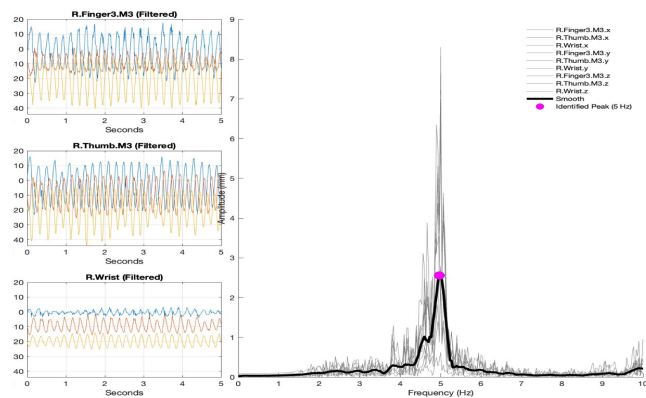 R.Finger3.M3 (Filtered)
20
10
0
10
20
30
40
0 1 2 3 4 5
Seconds
R.Thumb.M3 (Filtered)
20
10
0
10
20
30
40
0 1 2 3 4 5
Seconds
R.Wrist (Filtered)
20
10
0
10
20
30
40
0 1 2 3 4 5
Seconds
Amplitude (mm)
9
8
7
6
5
4
3
2
1
0
0 1 2 3 4 5 6 7 8 9 10
Frequency (Hz)
R.Finger3.M3.x
R.Thumb.M3.x
R.Wrist.x
R.Finger3.M3.y
R.Thumb.M3.y
R.Wrist.y
R.Finger3.M3.z
R.Thumb.M3.z
R.Wrist.z
Smooth
Identified Peak (5 Hz)